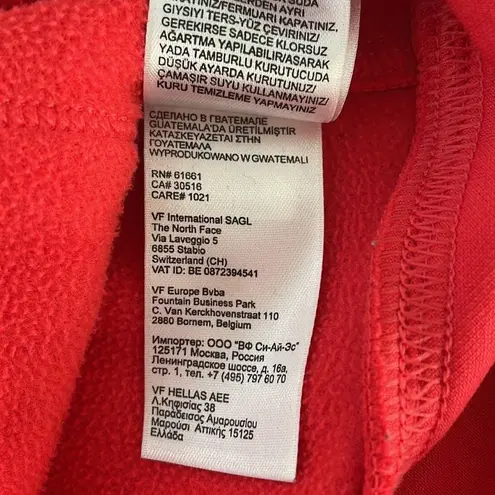 GİYSİYİ TERS-YÜZ ÇEVİRİNİZ/
GEREKİRSE SADECE KLORSUZ
AĞARTMA YAPILABİLİR/ASARAK
YADA TAMBURLU KURUTUCUDA
DÜŞÜK AYARDA KURUTUNUZ/
ÇAMAŞIR SUYU KULLANMAYINIZ/
KURU TEMİZLEME YAPMAYINIZ
СДЕЛАНО В ГВАТЕМАЛЕ
GUATEMALA'DA ÜRETİLMİŞTİR
ΚΑΤΑΣΚΕΥΑΖΕΤΑΙ ΣΤΗΝ
ΓΟΥΑΤΕΜΑΛΑ
WYPRODUKOWANO W GWATEMALI
RN# 61661
CA# 30516
CARE# 1021
VF International SAGL
The North Face
Via Laveggio 5
6855 Stabio
Switzerland (CH)
VAT ID: BE 0872394541
VF Europe Bvba
Fountain Business Park
C. Van Kerckhovenstraat 110
2880 Bornem, Belgium
Импортер: ООО "ВФ Си-Ай-Эс"
125171 Москва, Россия
Ленинградское шоссе, д. 16а,
стр. 1, тел. +7 (495) 797 60 70
VF HELLAS AEE
Λ.Κηφισίας 38
Παράδεισος Αμαρουσίου
Μαρούσι Αττικής 15125
Ελλάδα